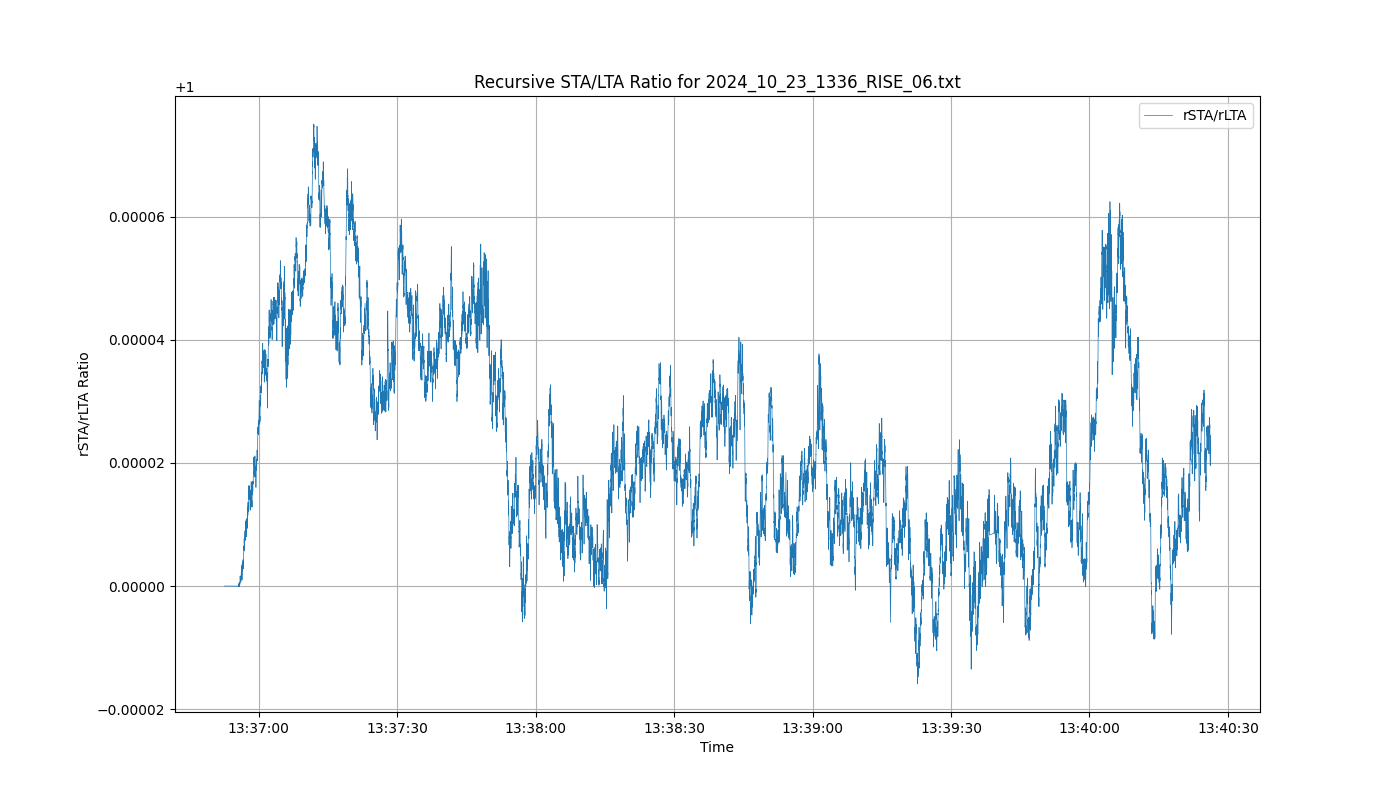 Recursive STA/LTA Ratio for 2024_10_23_1336_RISE_06.txt
+1
rSTA/rLTA
0.00006
0.00004
0.00002
0.00000
−0.00002
rSTA/rLTA Ratio
13:37:00 13:37:30 13:38:00 13:38:30 13:39:00 13:39:30 13:40:00 13:40:30
Time